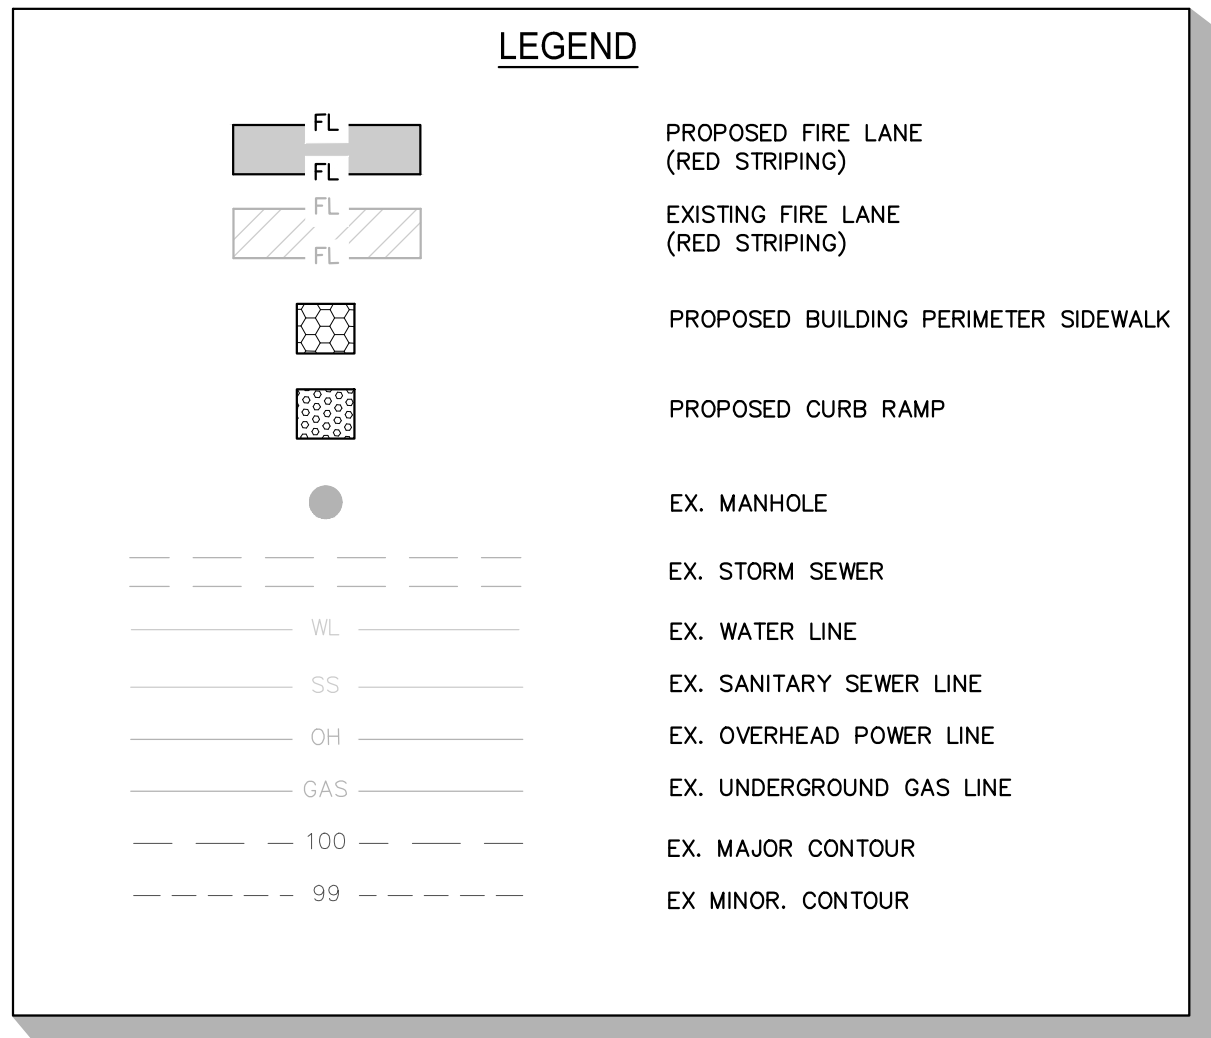 LEGEND
FL
FL
PROPOSED FIRE LANE
(RED STRIPING)
FL
FL
EXISTING FIRE LANE
(RED STRIPING)
PROPOSED BUILDING PERIMETER SIDEWALK
PROPOSED CURB RAMP
EX. MANHOLE
EX. STORM SEWER
WL EX. WATER LINE
SS EX. SANITARY SEWER LINE
OH EX. OVERHEAD POWER LINE
GAS EX. UNDERGROUND GAS LINE
100 EX. MAJOR CONTOUR
99 EX MINOR. CONTOUR